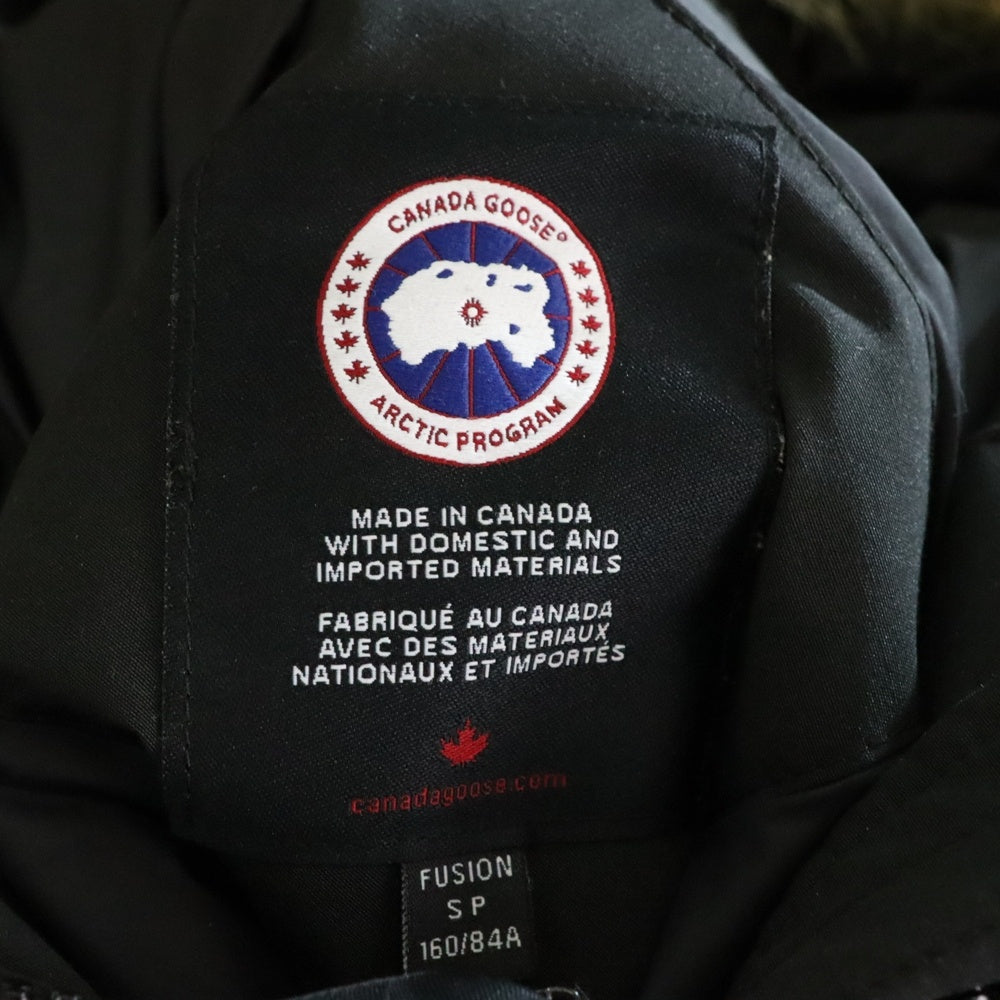 CANADA GOOSE®
ARCTIC PROGRAM
MADE IN CANADA
WITH DOMESTIC AND
IMPORTED MATERIALS
FABRIQUÉ AU CANADA
AVEC DES MATERIAUX
NATIONAUX ET IMPORTÉS
canadagoose.com
FUSION
S P
160/84A